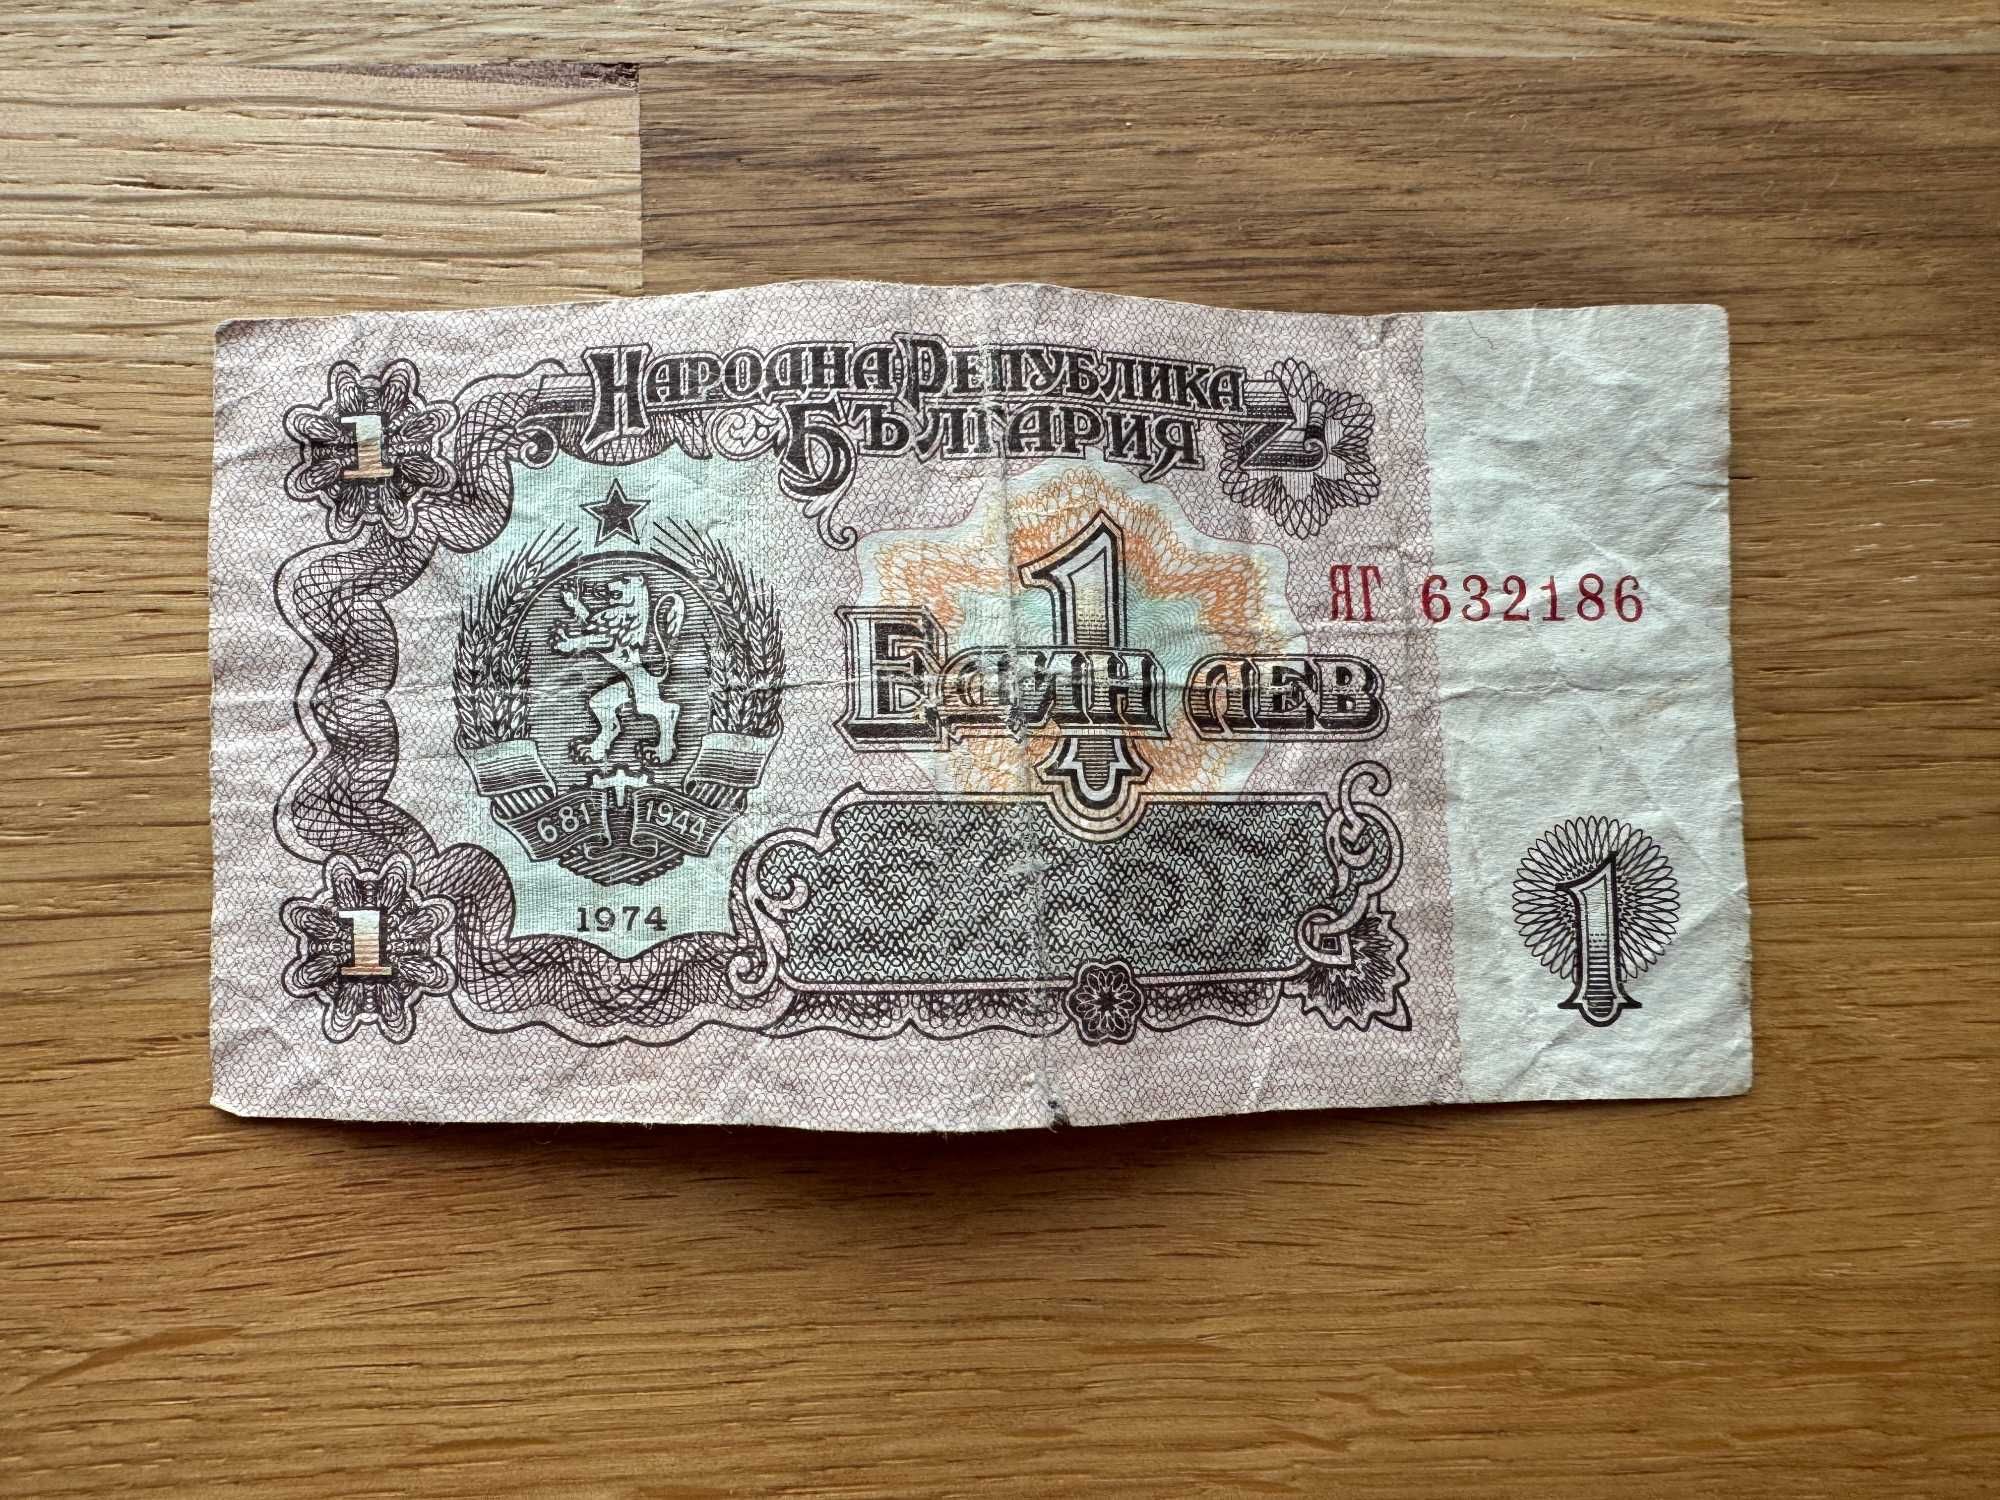 Народна Република
България
1
1
ЯГ 632186
Един лев
681 1944
1974
1
1